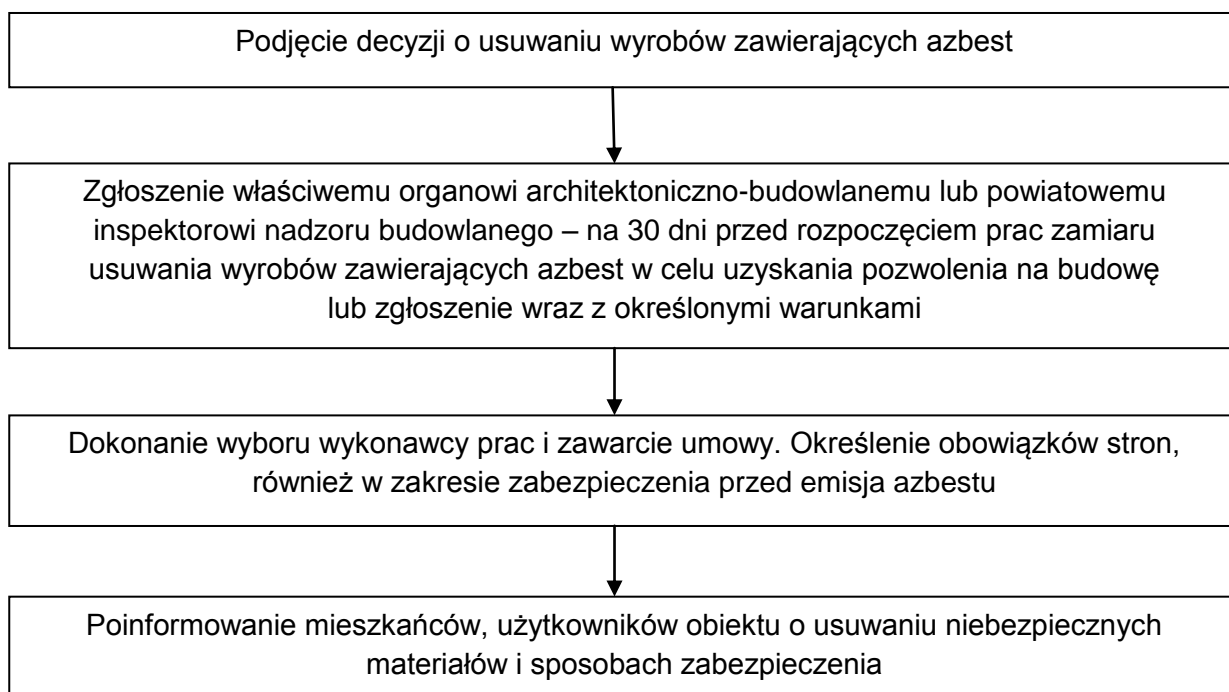 Podjęcie decyzji o usuwaniu wyrobów zawierających azbest
Zgłoszenie właściwemu organowi architektoniczno-budowlanemu lub powiatowemu
inspektorowi nadzoru budowlanego – na 30 dni przed rozpoczęciem prac zamiaru
usuwania wyrobów zawierających azbest w celu uzyskania pozwolenia na budowę
lub zgłoszenie wraz z określonymi warunkami
Dokonanie wyboru wykonawcy prac i zawarcie umowy. Określenie obowiązków stron,
również w zakresie zabezpieczenia przed emisja azbestu
Poinformowanie mieszkańców, użytkowników obiektu o usuwaniu niebezpiecznych
materiałów i sposobach zabezpieczenia